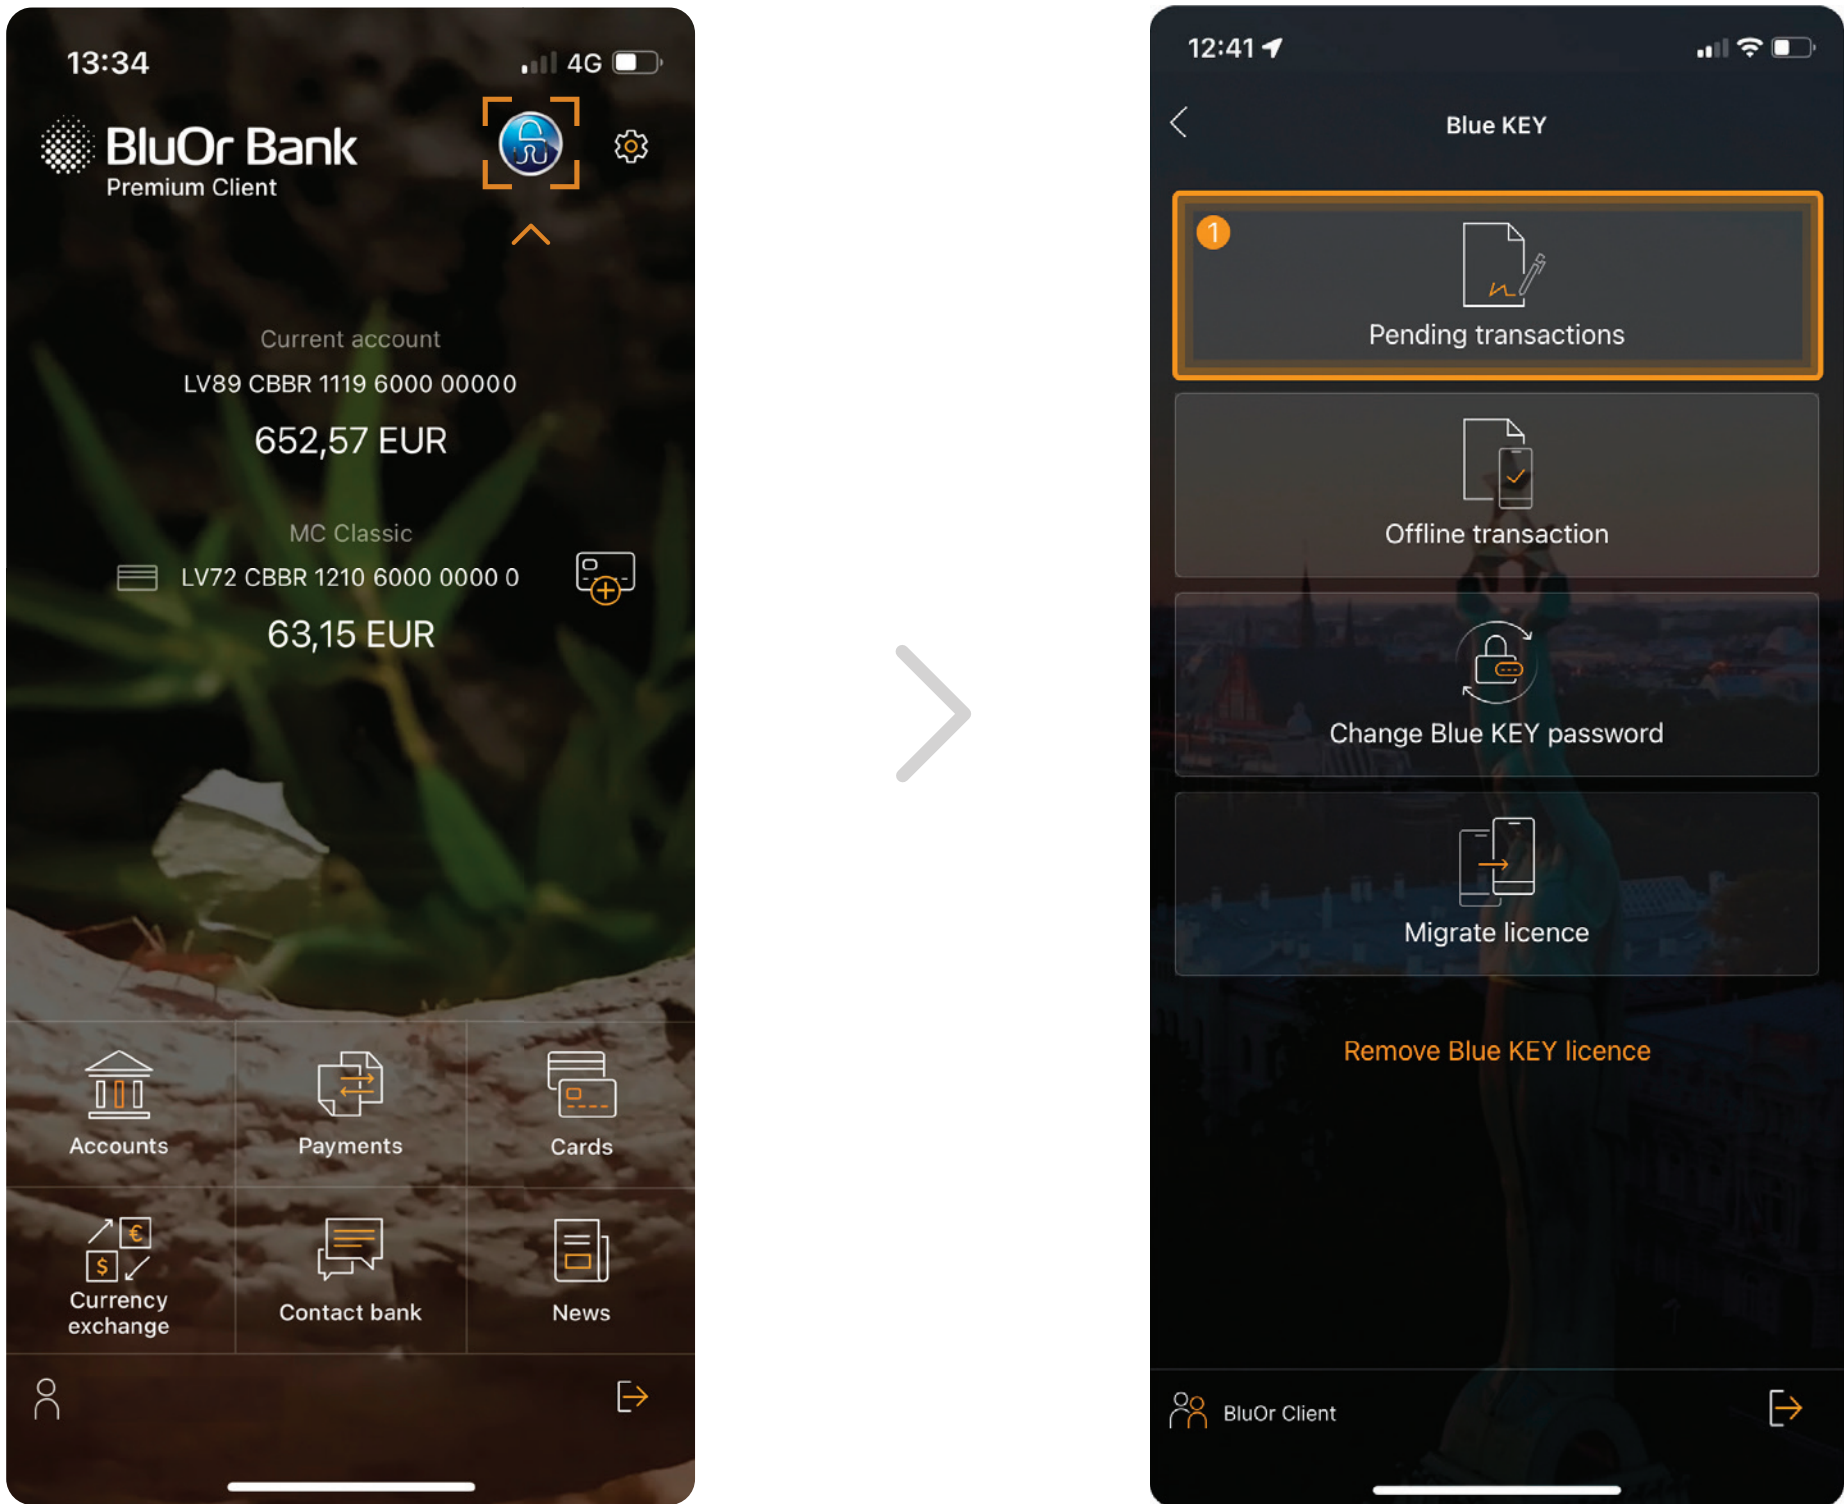 13:34
4G
BluOr Bank
Premium Client
Current account
LV89 CBBR 1119 6000 00000
652,57 EUR
MC Classic
LV72 CBBR 1210 6000 0000 0
63,15 EUR
Accounts
Payments
Cards
€
$
Currency
exchange
Contact bank
News
12:41
Blue KEY
1
Pending transactions
Offline transaction
Change Blue KEY password
Migrate licence
Remove Blue KEY licence
BluOr Client